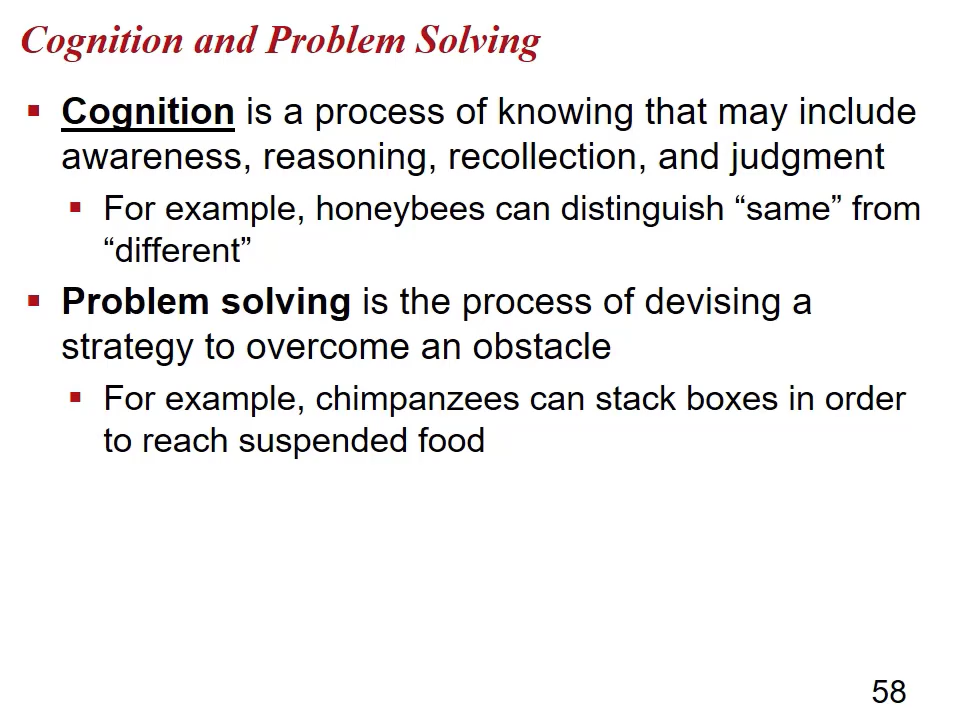 Cognition and Problem Solving
▪ Cognition is a process of knowing that may include
awareness, reasoning, recollection, and judgment
▪ For example, honeybees can distinguish “same” from
“different”
▪ Problem solving is the process of devising a
strategy to overcome an obstacle
▪ For example, chimpanzees can stack boxes in order
to reach suspended food
58